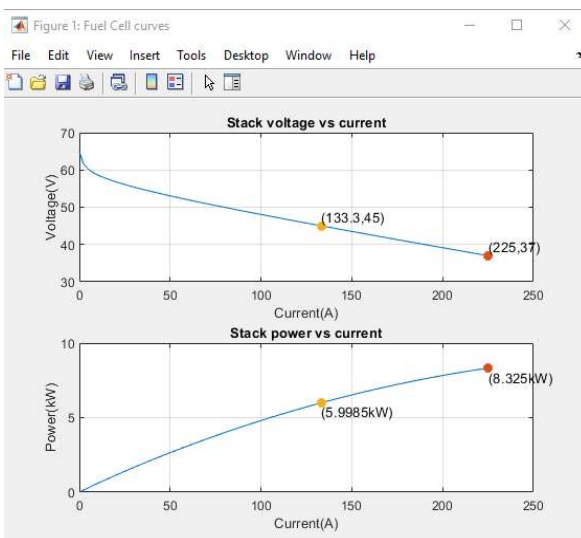 Figure 1: Fuel Cell curves
File Edit View Insert Tools Desktop Window Help
Stack voltage vs current
70
60
50
40
30
Voltage(V)
(133.3,45)
(225,37)
0 50 100 150 200 250
Current(A)
Stack power vs current
10
5
0
Power(kW)
(8.325kW)
(5.9985kW)
0 50 100 150 200 250
Current(A)